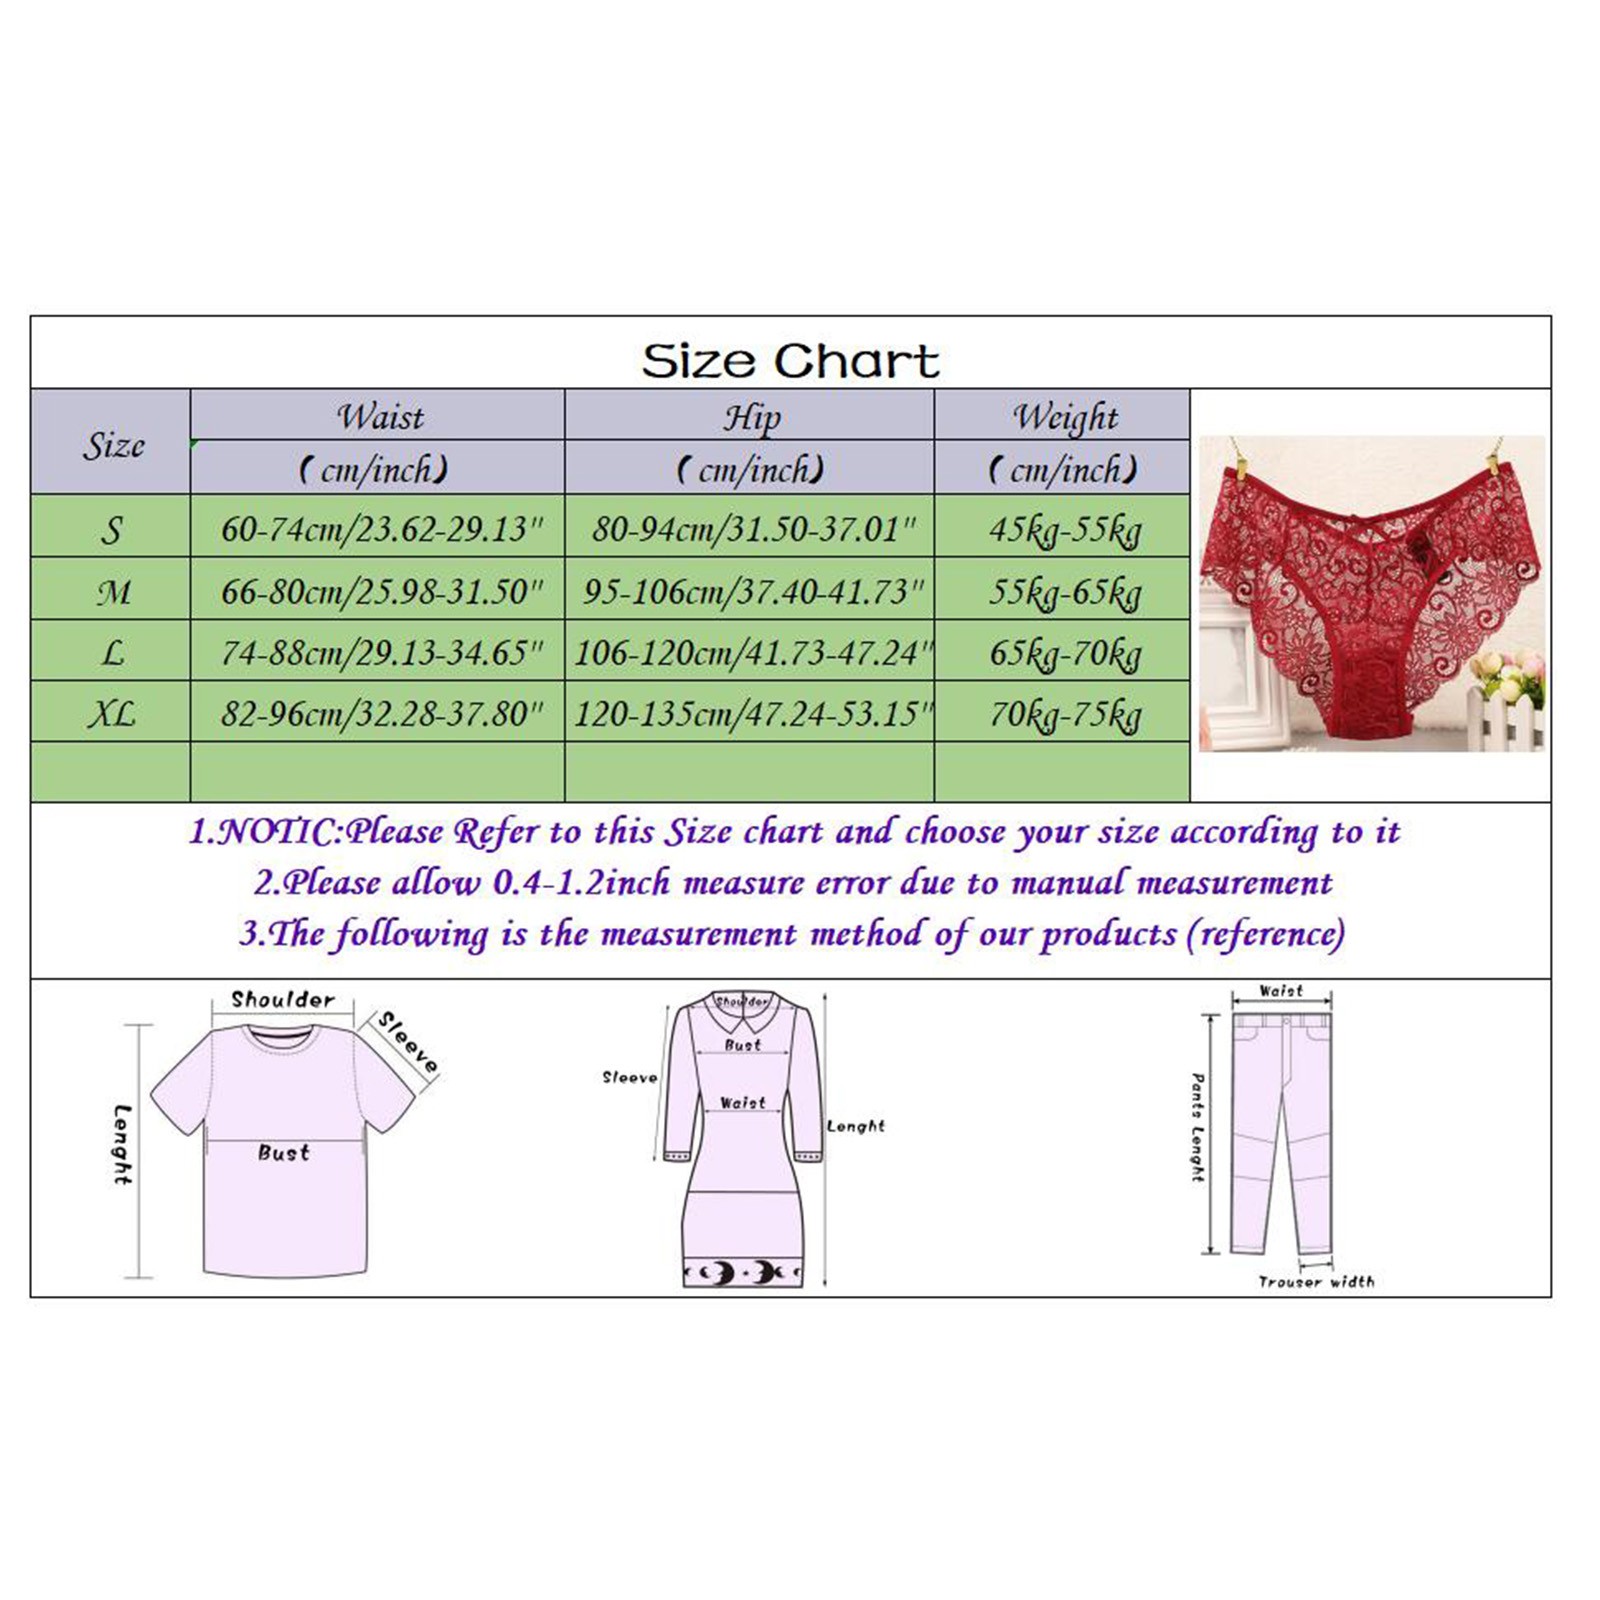 Size Chart
Size Waist Hip Weight
( cm/inch) ( cm/inch) ( cm/inch)
S 60-74cm/23.62-29.13" 80-94cm/31.50-37.01" 45kg-55kg
M 66-80cm/25.98-31.50" 95-106cm/37.40-41.73" 55kg-65kg
L 74-88cm/29.13-34.65" 106-120cm/41.73-47.24" 65kg-70kg
XL 82-96cm/32.28-37.80" 120-135cm/47.24-53.15" 70kg-75kg
1.NOTIC:Please Refer to this Size chart and choose your size according to it
2.Please allow 0.4-1.2inch measure error due to manual measurement
3.The following is the measurement method of our products (reference)
Shoulder
Sleeve
Lenght
Bust
Shoulder
Bust
Sleeve
Waist
Lenght
Waist
Pants Lenght
Trouser width